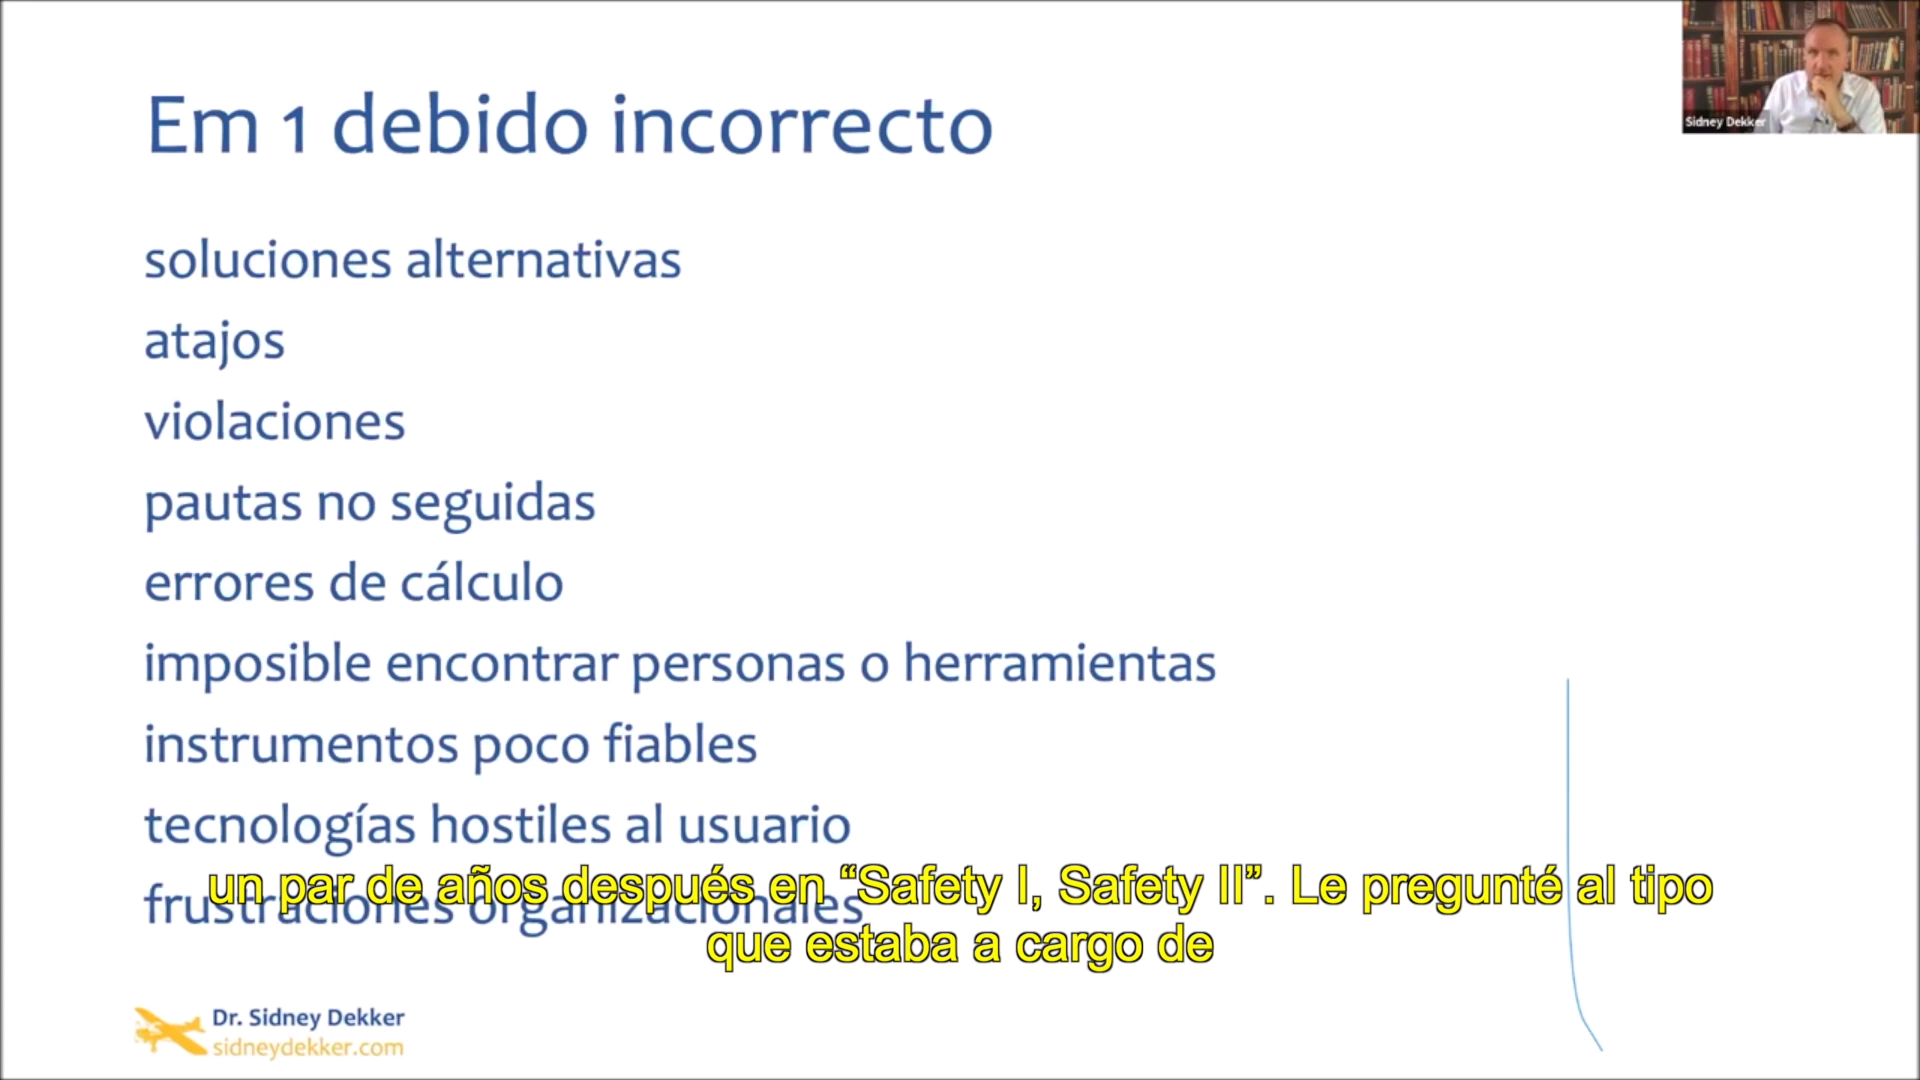 Em 1 debido incorrecto
Sidney Dekker
soluciones alternativas
atajos
violaciones
pautas no seguidas
errores de cálculo
imposible encontrar personas o herramientas
instrumentos poco fiables
tecnologías hostiles al usuario
frustraciones organizacionales
un par de años después en “Safety I, Safety II”. Le pregunté al tipo
que estaba a cargo de
Dr. Sidney Dekker
sidneydekker.com